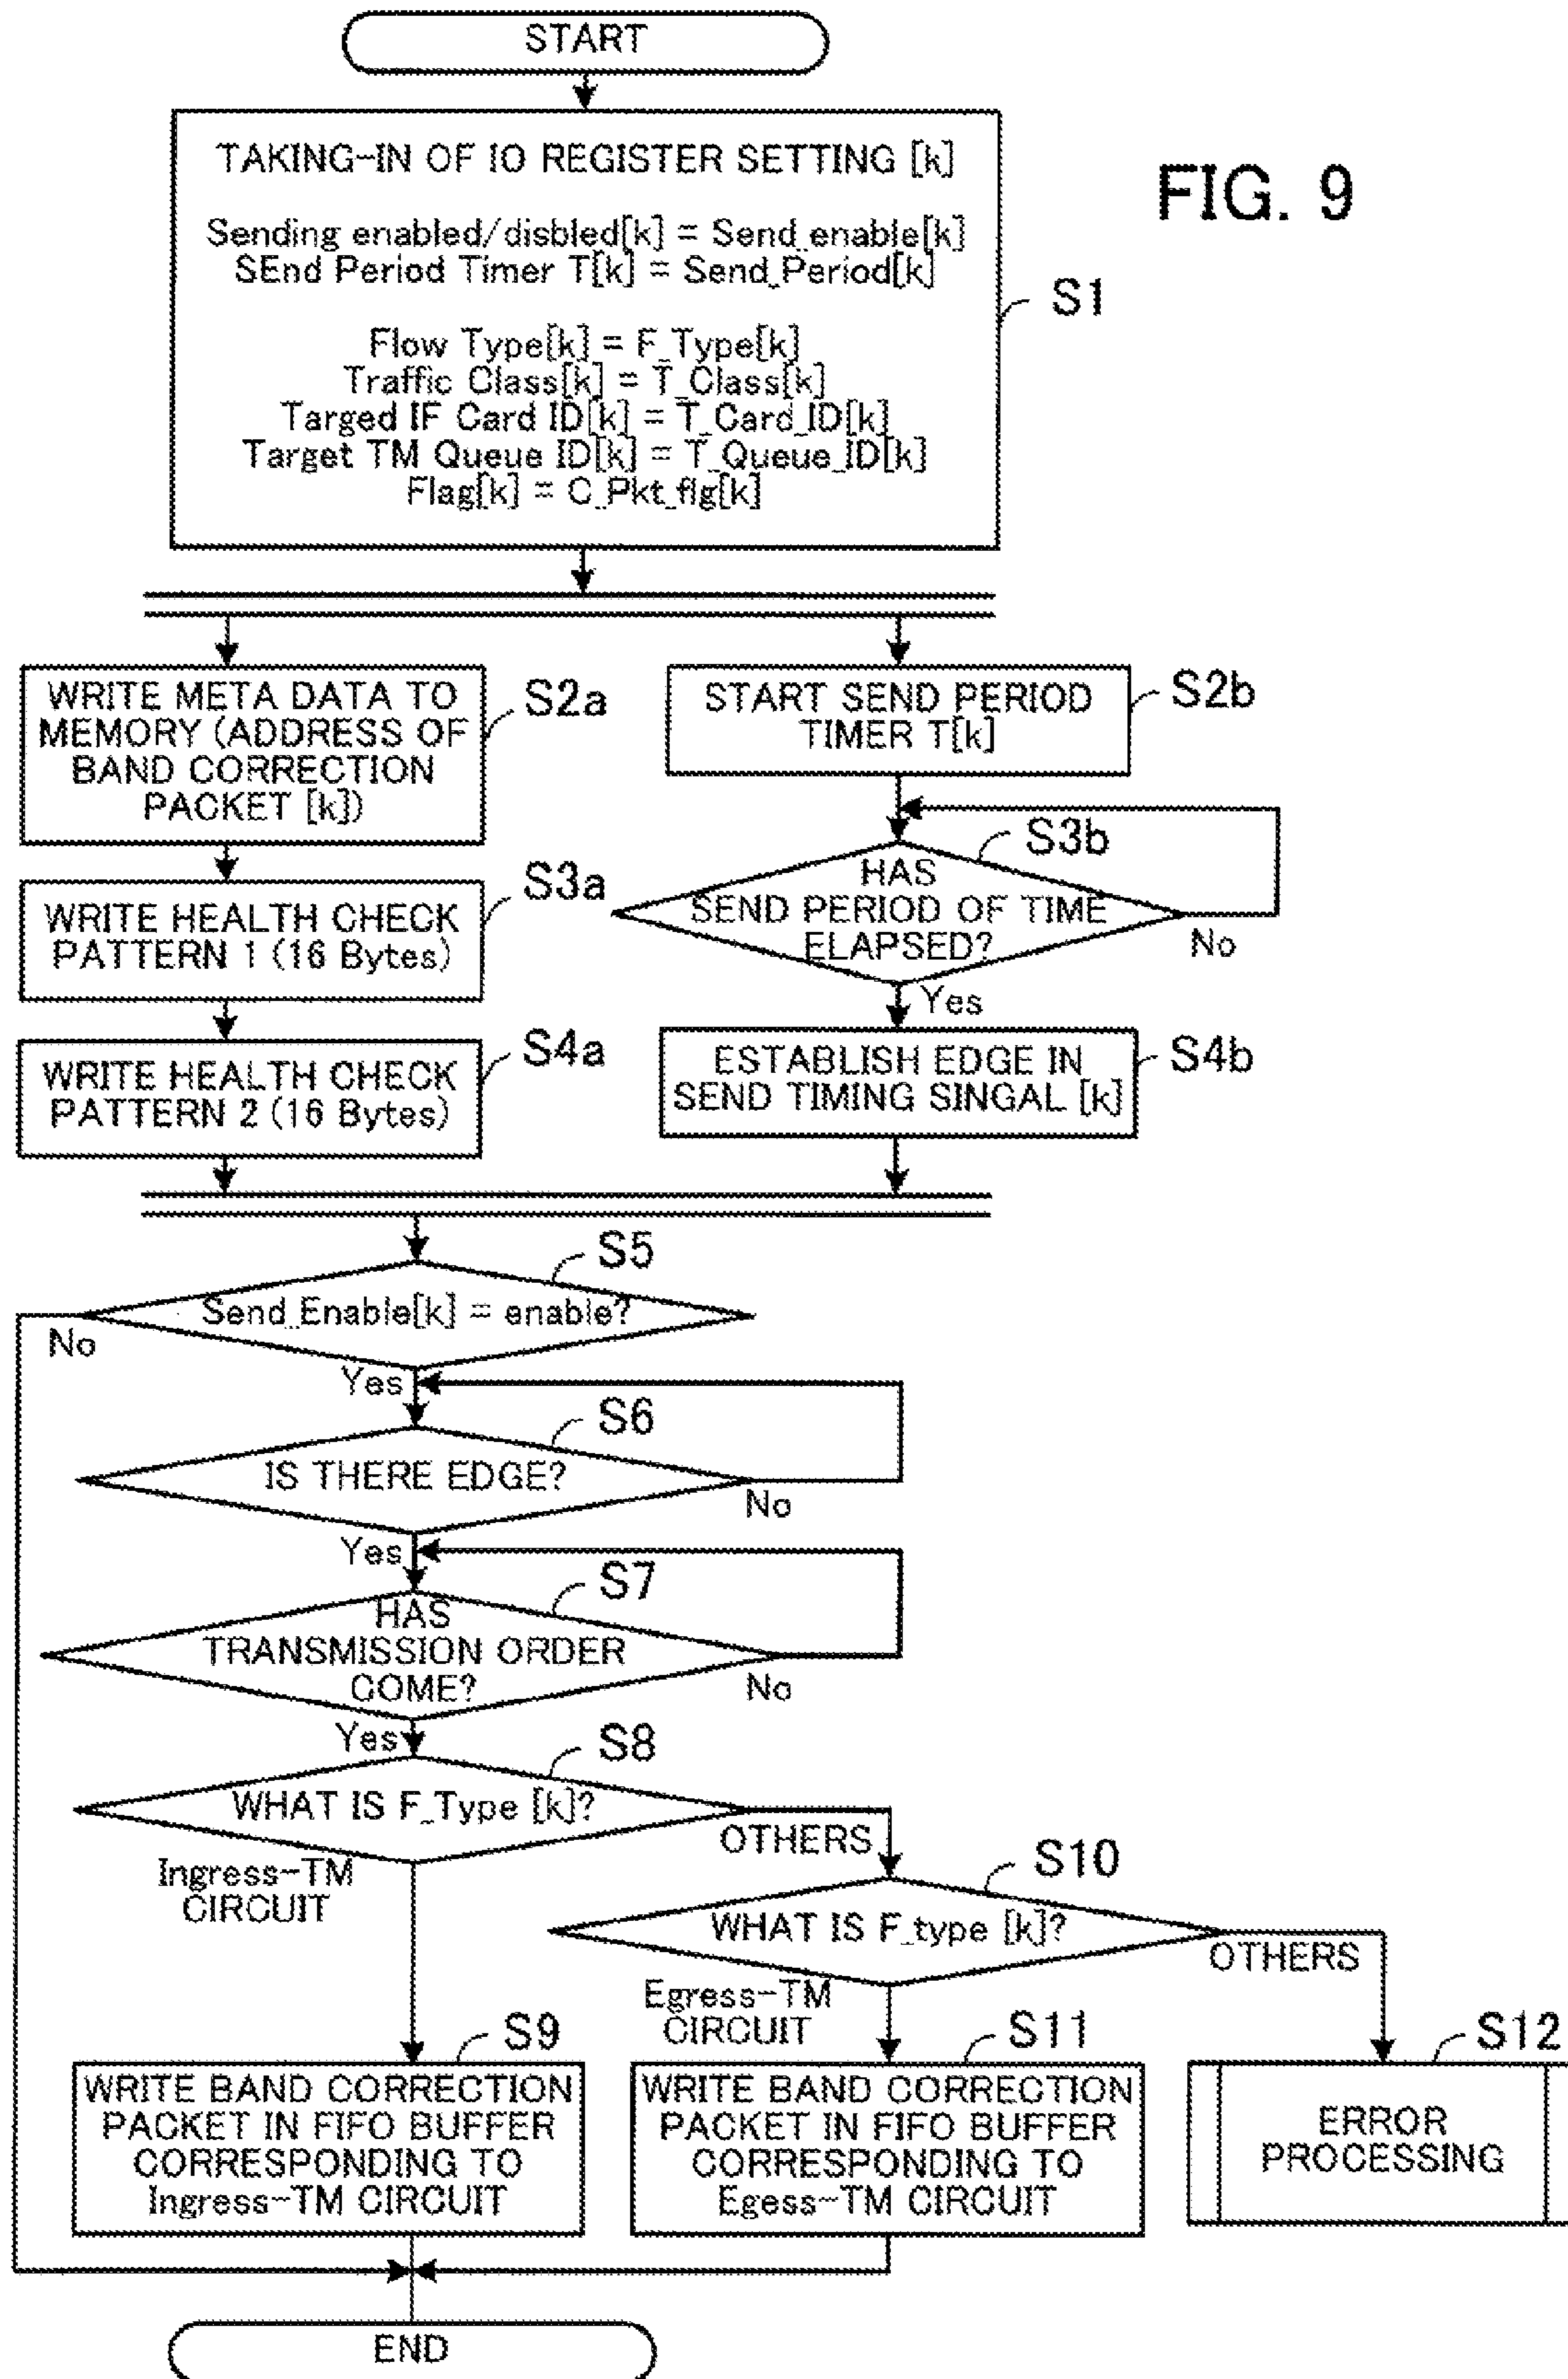 START
TAKING-IN OF IO REGISTER SETTING [k]
FIG. 9
Sending enabled/disbled[k] = Send_enable[k]
SEnd Period Timer T[k] = Send_Period[k]
S1
Flow Type[k] = F_Type[k]
Traffic Class[k] = T_Class[k]
Targed IF Card ID[k] = T_Card_ID[k]
Target TM Queue ID[k] = T_Queue_ID[k]
Flag[k] = C_Pkt_flg[k]
WRITE META DATA TO
MEMORY (ADDRESS OF
BAND CORRECTION
PACKET [k])
S2a
START SEND PERIOD
TIMER T[k]
S2b
WRITE HEALTH CHECK
PATTERN 1 (16 Bytes)
S3a
HAS
SEND PERIOD OF TIME
ELAPSED?
S3b
No
Yes
WRITE HEALTH CHECK
PATTERN 2 (16 Bytes)
S4a
ESTABLISH EDGE IN
SEND TIMING SINGAL [k]
S4b
S5
Send_Enable[k] = enable?
No
Yes
S6
IS THERE EDGE?
No
Yes
S7
HAS
TRANSMISSION ORDER
COME?
No
Yes
S8
WHAT IS F_Type [k]?
OTHERS
Ingress-TM
CIRCUIT
S10
WHAT IS F_type [k]?
OTHERS
Egress-TM
CIRCUIT
S9
WRITE BAND CORRECTION
PACKET IN FIFO BUFFER
CORRESPONDING TO
Ingress-TM CIRCUIT
S11
WRITE BAND CORRECTION
PACKET IN FIFO BUFFER
CORRESPONDING TO
Egess-TM CIRCUIT
S12
ERROR
PROCESSING
END